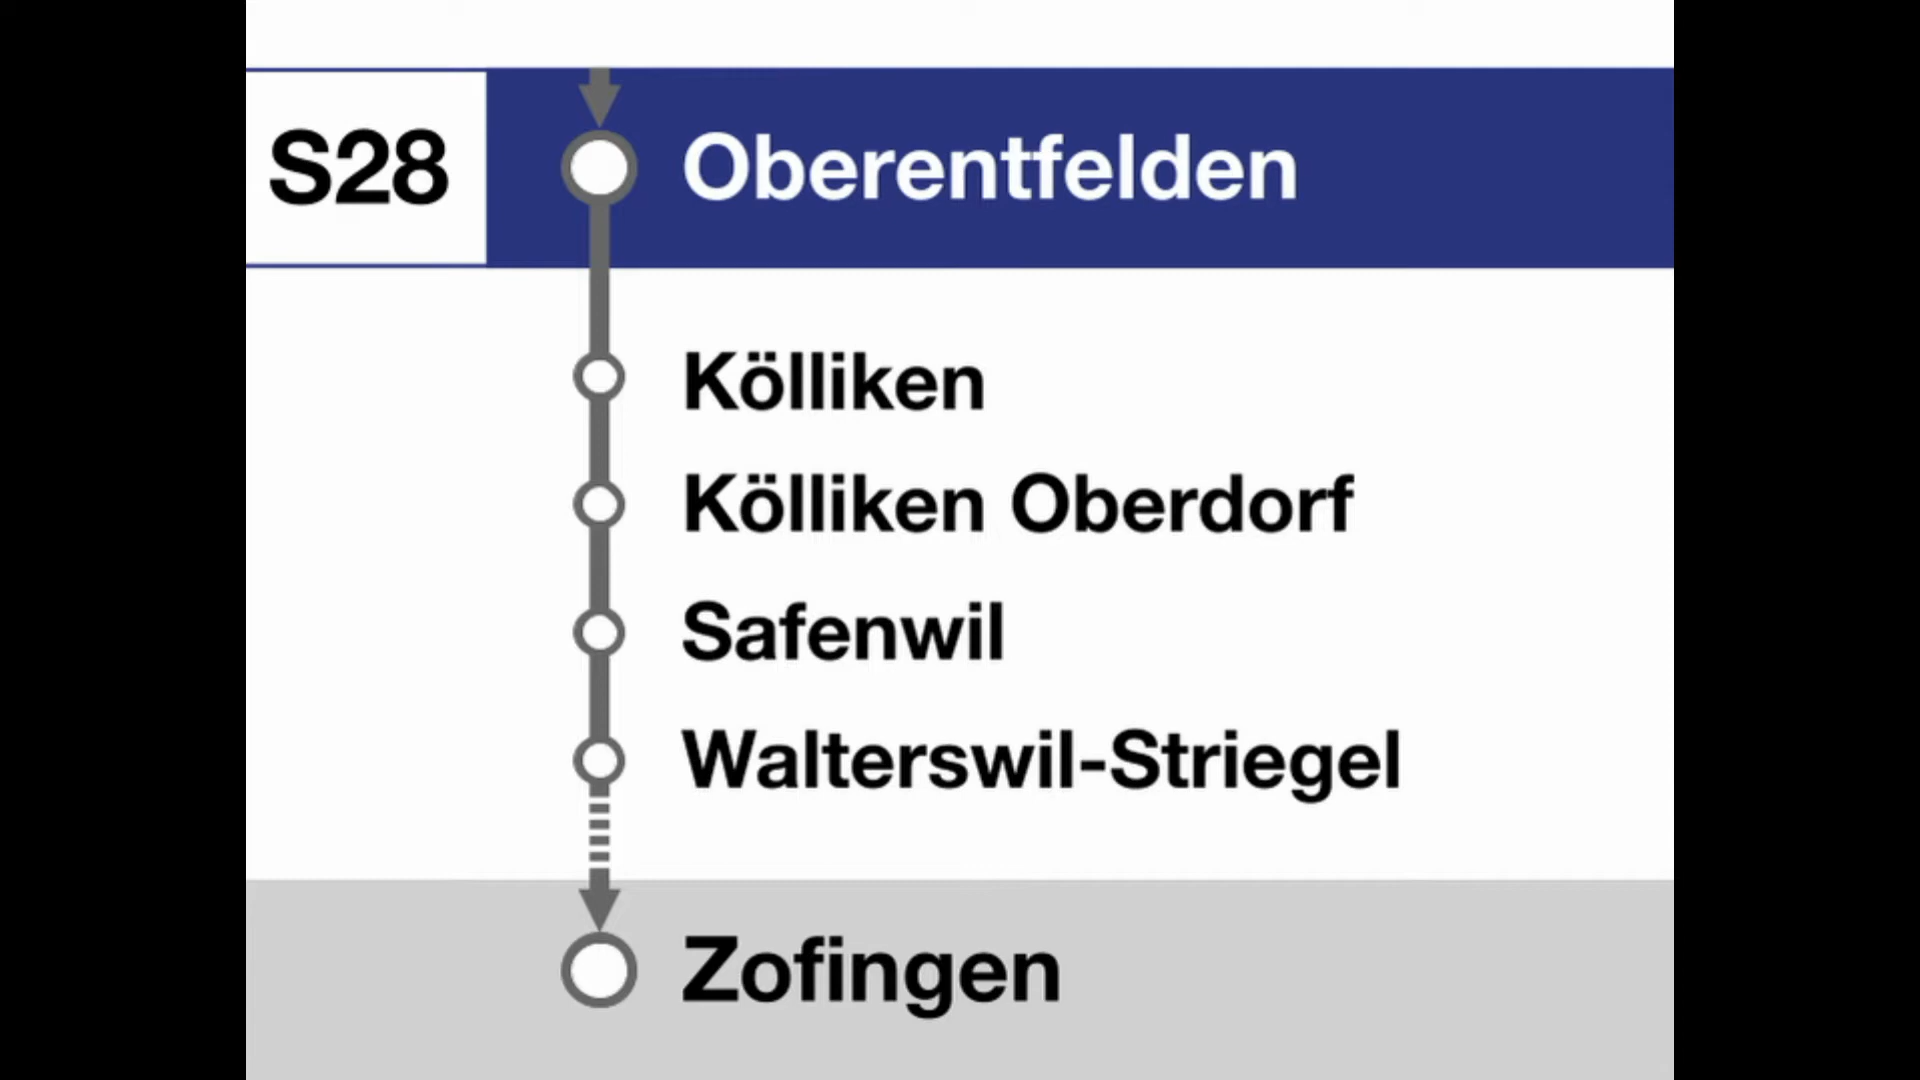 S28 Oberentfelden
Kölliken
Kölliken Oberdorf
Safenwil
Walterswil-Striegel
Zofingen